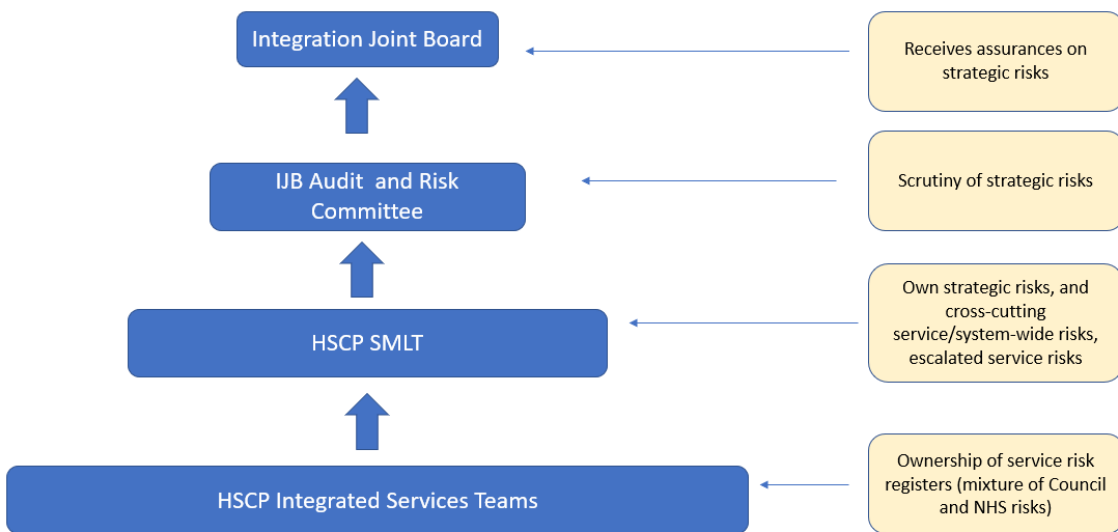 Integration Joint Board
Receives assurances on
strategic risks
IJB Audit  and Risk
Committee
Scrutiny of strategic risks
HSCP SMLT
Own strategic risks, and
cross-cutting
service/system-wide risks,
escalated service risks
HSCP Integrated Services Teams
Ownership of service risk
registers (mixture of Council
and NHS risks)